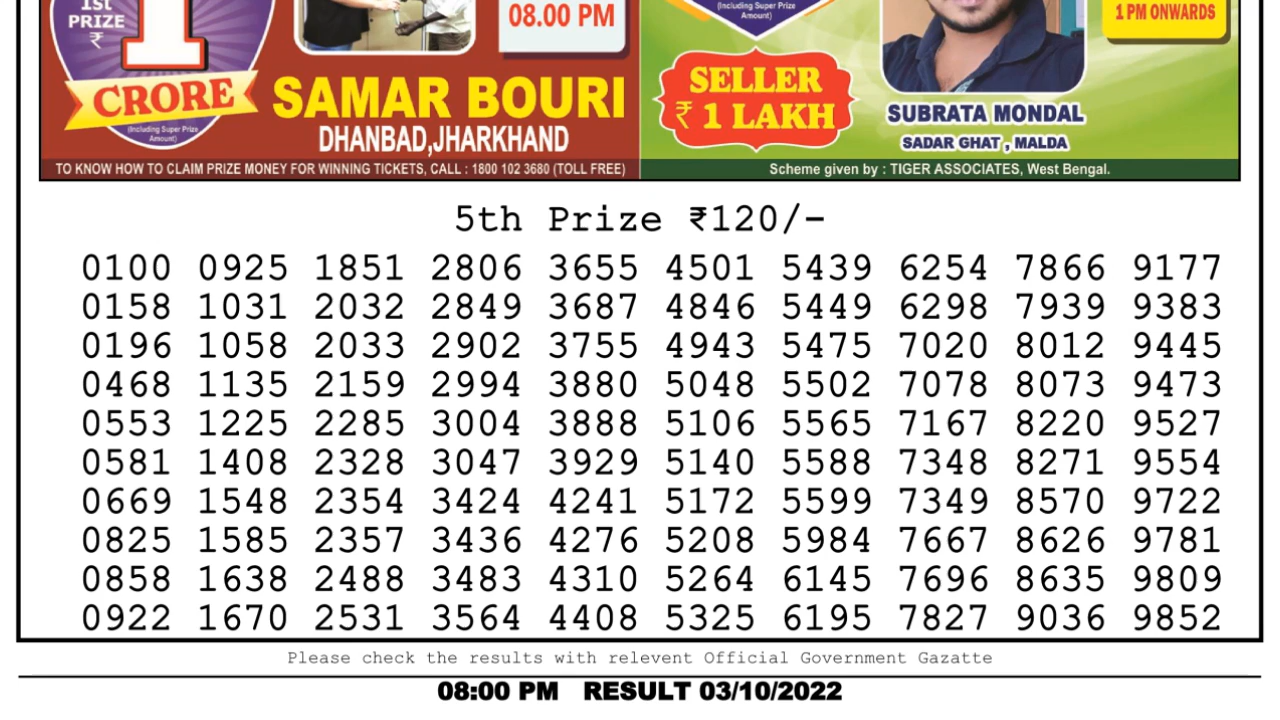 1st
PRIZE
₹
1
CRORE
(Including Super Prize
Amount)
08.00 PM
SAMAR BOURI
DHANBAD,JHARKHAND
(Including Super Prize
Amount)
SELLER
₹ 1 LAKH
1 PM ONWARDS
SUBRATA MONDAL
SADAR GHAT , MALDA
TO KNOW HOW TO CLAIM PRIZE MONEY FOR WINNING TICKETS, CALL : 1800 102 3680 (TOLL FREE)
Scheme given by : TIGER ASSOCIATES, West Bengal.
5th Prize ₹120/-
0100 0925 1851 2806 3655 4501 5439 6254 7866 9177
0158 1031 2032 2849 3687 4846 5449 6298 7939 9383
0196 1058 2033 2902 3755 4943 5475 7020 8012 9445
0468 1135 2159 2994 3880 5048 5502 7078 8073 9473
0553 1225 2285 3004 3888 5106 5565 7167 8220 9527
0581 1408 2328 3047 3929 5140 5588 7348 8271 9554
0669 1548 2354 3424 4241 5172 5599 7349 8570 9722
0825 1585 2357 3436 4276 5208 5984 7667 8626 9781
0858 1638 2488 3483 4310 5264 6145 7696 8635 9809
0922 1670 2531 3564 4408 5325 6195 7827 9036 9852
Please check the results with relevent Official Government Gazatte
08:00 PM RESULT 03/10/2022